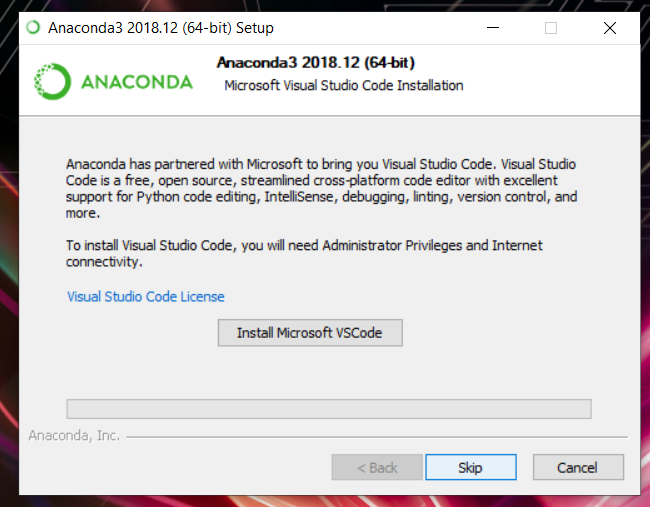 Anaconda3 2018.12 (64-bit) Setup
ANACONDA
Anaconda3 2018.12 (64-bit)
Microsoft Visual Studio Code Installation
Anaconda has partnered with Microsoft to bring you Visual Studio Code. Visual Studio
Code is a free, open source, streamlined cross-platform code editor with excellent
support for Python code editing, IntelliSense, debugging, linting, version control, and
more.
To install Visual Studio Code, you will need Administrator Privileges and Internet
connectivity.
Visual Studio Code License
Install Microsoft VSCode
Anaconda, Inc.
< Back
Skip
Cancel